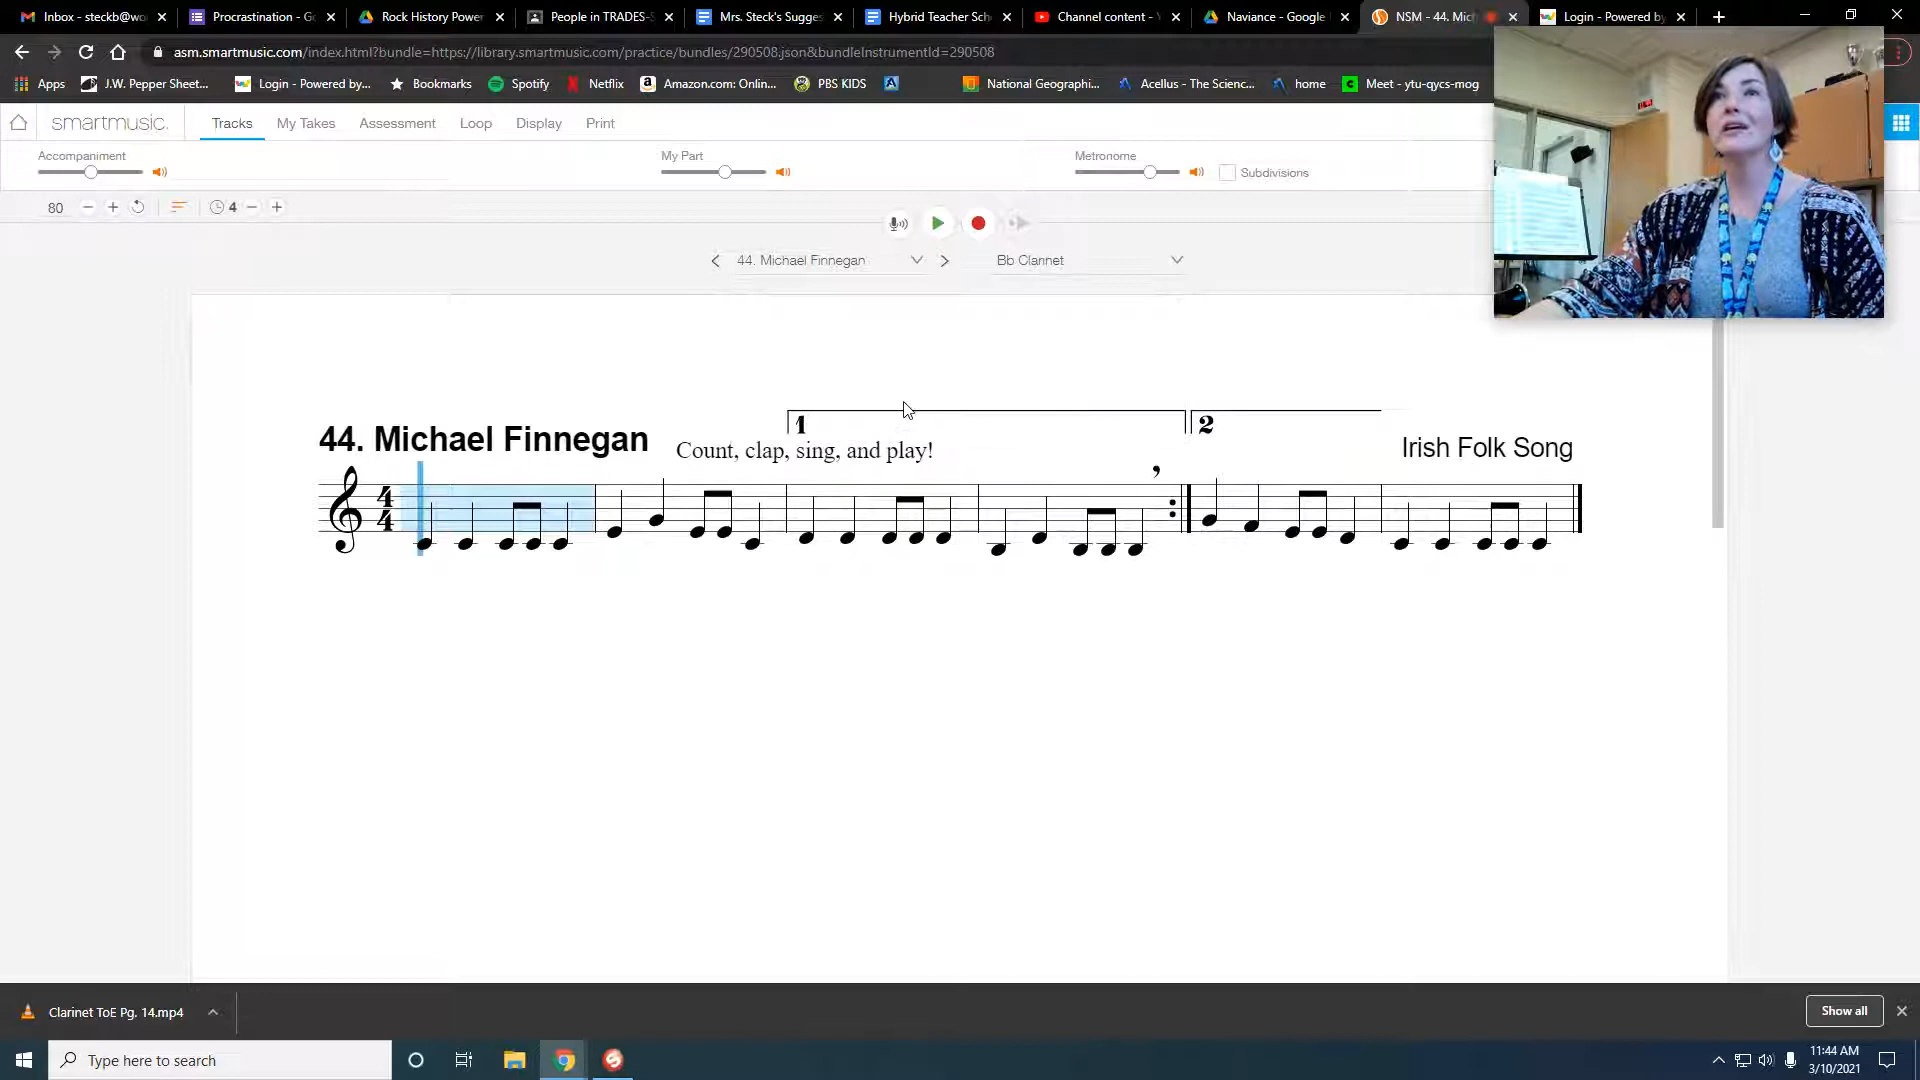 Inbox - steckb@wo
Procrastination - Go
Rock History Power
People in TRADES-S
Mrs. Steck's Sugges
Hybrid Teacher Sch
Channel content - Y
Naviance - Google
NSM - 44. Mich
Login - Powered by
asm.smartmusic.com/index.html?bundle=https://library.smartmusic.com/practice/bundles/290508.json&bundleInstrumentId=290508
Apps
J.W. Pepper Sheet...
Login - Powered by...
Bookmarks
Spotify
Netflix
Amazon.com: Onlin...
PBS KIDS
National Geographi...
Acellus - The Scienc...
home
Meet - ytu-qycs-mog
smartmusic.
Tracks
My Takes
Assessment
Loop
Display
Print
Accompaniment
My Part
Metronome
Subdivisions
80
4
44. Michael Finnegan
Bb Clarinet
44. Michael Finnegan
Count, clap, sing, and play!
1
2
Irish Folk Song
4
4
Clarinet ToE Pg. 14.mp4
Show all
Type here to search
11:44 AM
3/10/2021